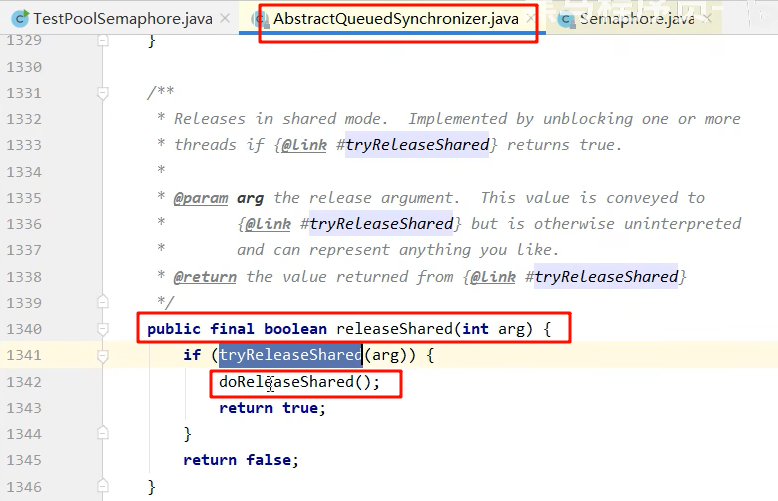 TestPoolSemaphore.java × AbstractQueuedSynchronizer.java × Semaphore.java ×
1329 }
1330
1331 /**
1332 * Releases in shared mode.  Implemented by unblocking one or more
1333 * threads if {@link #tryReleaseShared} returns true.
1334 *
1335 * @param arg the release argument.  This value is conveyed to
1336 *        {@link #tryReleaseShared} but is otherwise uninterpreted
1337 *        and can represent anything you like.
1338 * @return the value returned from {@link #tryReleaseShared}
1339 */
1340 public final boolean releaseShared(int arg) {
1341 if (tryReleaseShared(arg)) {
1342 doReleaseShared();
1343 return true;
1344 }
1345 return false;
1346 }